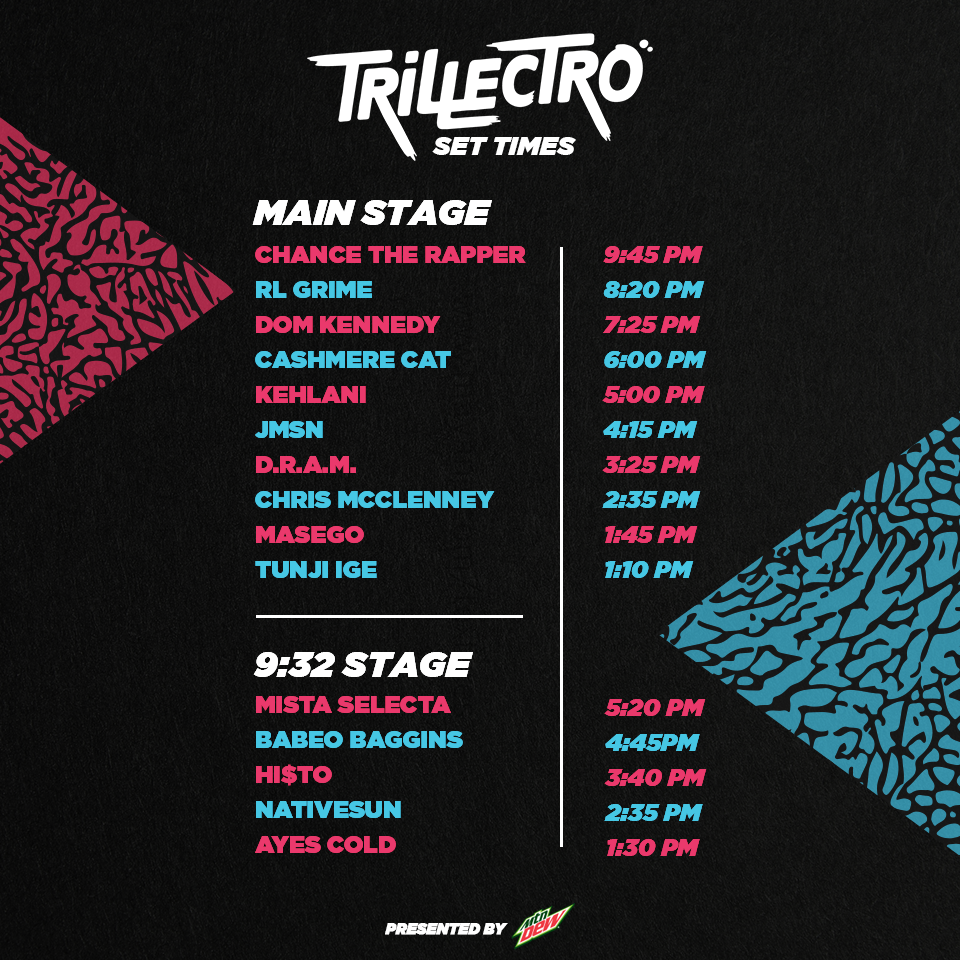 TRILLECTRO
SET TIMES
MAIN STAGE
CHANCE THE RAPPER 9:45 PM
RL GRIME 8:20 PM
DOM KENNEDY 7:25 PM
CASHMERE CAT 6:00 PM
KEHLANI 5:00 PM
JMSN 4:15 PM
D.R.A.M. 3:25 PM
CHRIS MCCLENNEY 2:35 PM
MASEGO 1:45 PM
TUNJI IGE 1:10 PM
9:32 STAGE
MISTA SELECTA 5:20 PM
BABEO BAGGINS 4:45PM
HI$TO 3:40 PM
NATIVESUN 2:35 PM
AYES COLD 1:30 PM
PRESENTED BY Mtn DEW